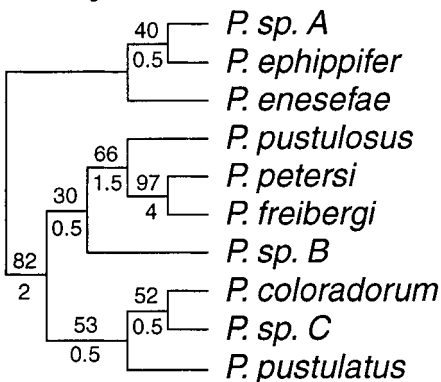 40
P. sp. A
0.5
P. ephippifer
P. enesefae
66
P. pustulosus
1.5
97
P. petersi
4
P. freibergi
30
0.5
P. sp. B
82
2
52
P. coloradorum
53
0.5
P. sp. C
0.5
P. pustulatus